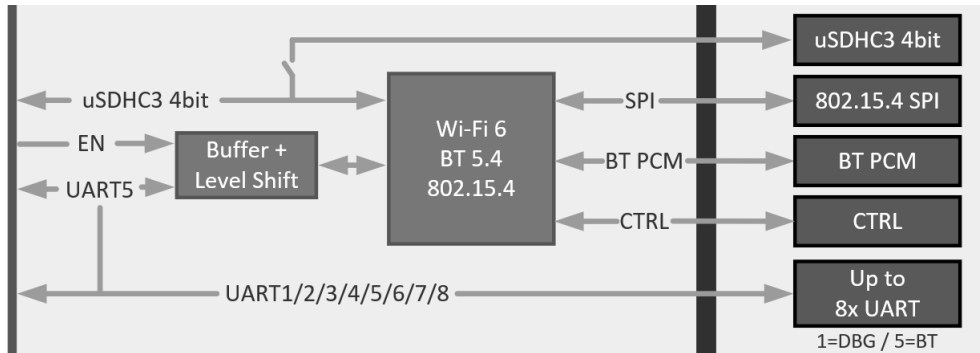 uSDHC3 4bit
uSDHC3 4bit
SPI
802.15.4 SPI
EN
Buffer +
Level Shift
Wi-Fi 6
BT 5.4
802.15.4
BT PCM
BT PCM
UART5
CTRL
CTRL
UART1/2/3/4/5/6/7/8
Up to
8x UART
1=DBG / 5=BT